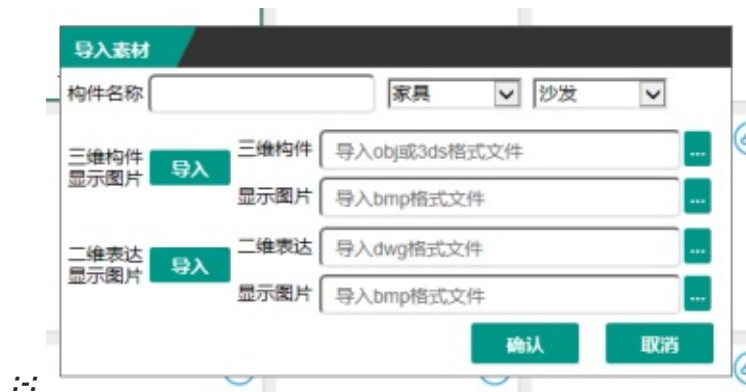 导入素材
构件名称 家具 沙发
三维构件 显示图片 导入 三维构件 导入obj或3ds格式文件 ...
显示图片 导入bmp格式文件 ...
二维表达 显示图片 导入 二维表达 导入dwg格式文件 ...
显示图片 导入bmp格式文件 ...
确认 取消